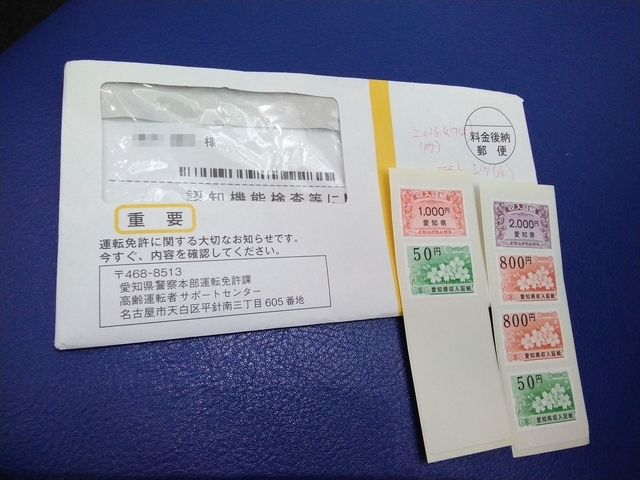 様
認知機能検査等に
重要
運転免許に関する大切なお知らせです。
今すぐ、内容を確認してください。
〒468-8513
愛知県警察本部運転免許課
高齢運転者サポートセンター
名古屋市天白区平針南三丁目605番地
料金後納
郵便
収入証紙
1,000円
愛知県
50円
愛知県収入証紙
収入証紙
2,000円
愛知県
800円
愛知県収入証紙
800円
愛知県収入証紙
50円
愛知県収入証紙